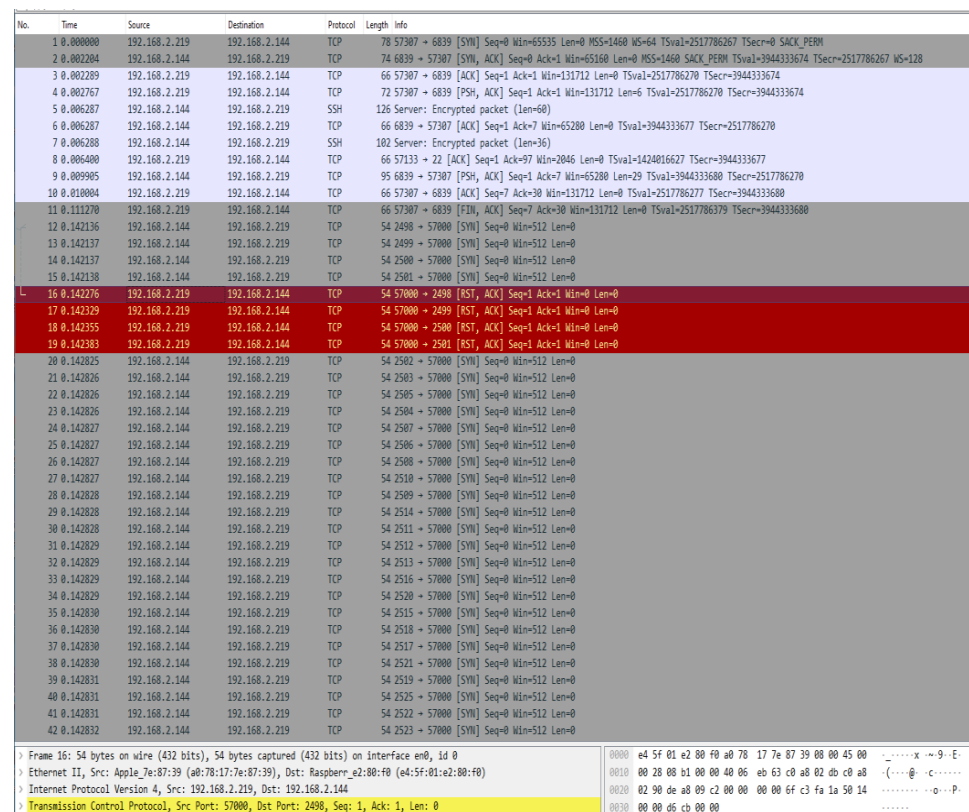 No. Time Source Destination Protocol Length Info
1 0.000000 192.168.2.219 192.168.2.144 TCP 78 57307 → 6839 [SYN] Seq=0 Win=65535 Len=0 MSS=1460 WS=64 TSval=2517786267 TSecr=0 SACK_PERM
2 0.002204 192.168.2.144 192.168.2.219 TCP 74 6839 → 57307 [SYN, ACK] Seq=0 Ack=1 Win=65160 Len=0 MSS=1460 SACK_PERM TSval=3944333674 TSecr=2517786267 WS=128
3 0.002289 192.168.2.219 192.168.2.144 TCP 66 57307 → 6839 [ACK] Seq=1 Ack=1 Win=131712 Len=0 TSval=2517786270 TSecr=3944333674
4 0.002767 192.168.2.219 192.168.2.144 TCP 72 57307 → 6839 [PSH, ACK] Seq=1 Ack=1 Win=131712 Len=6 TSval=2517786270 TSecr=3944333674
5 0.006287 192.168.2.144 192.168.2.219 SSH 126 Server: Encrypted packet (len=60)
6 0.006287 192.168.2.144 192.168.2.219 TCP 66 6839 → 57307 [ACK] Seq=1 Ack=7 Win=65280 Len=0 TSval=3944333677 TSecr=2517786270
7 0.006288 192.168.2.144 192.168.2.219 SSH 102 Server: Encrypted packet (len=36)
8 0.006400 192.168.2.219 192.168.2.144 TCP 66 57133 → 22 [ACK] Seq=1 Ack=97 Win=2046 Len=0 TSval=1424016627 TSecr=3944333677
9 0.009905 192.168.2.144 192.168.2.219 TCP 95 6839 → 57307 [PSH, ACK] Seq=1 Ack=7 Win=65280 Len=29 TSval=3944333680 TSecr=2517786270
10 0.010004 192.168.2.219 192.168.2.144 TCP 66 57307 → 6839 [ACK] Seq=7 Ack=30 Win=131712 Len=0 TSval=2517786277 TSecr=3944333680
11 0.111270 192.168.2.219 192.168.2.144 TCP 66 57307 → 6839 [FIN, ACK] Seq=7 Ack=30 Win=131712 Len=0 TSval=2517786379 TSecr=3944333680
12 0.142136 192.168.2.144 192.168.2.219 TCP 54 2498 → 57000 [SYN] Seq=0 Win=512 Len=0
13 0.142137 192.168.2.144 192.168.2.219 TCP 54 2499 → 57000 [SYN] Seq=0 Win=512 Len=0
14 0.142137 192.168.2.144 192.168.2.219 TCP 54 2500 → 57000 [SYN] Seq=0 Win=512 Len=0
15 0.142138 192.168.2.144 192.168.2.219 TCP 54 2501 → 57000 [SYN] Seq=0 Win=512 Len=0
16 0.142276 192.168.2.219 192.168.2.144 TCP 54 57000 → 2498 [RST, ACK] Seq=1 Ack=1 Win=0 Len=0
17 0.142329 192.168.2.219 192.168.2.144 TCP 54 57000 → 2499 [RST, ACK] Seq=1 Ack=1 Win=0 Len=0
18 0.142355 192.168.2.219 192.168.2.144 TCP 54 57000 → 2500 [RST, ACK] Seq=1 Ack=1 Win=0 Len=0
19 0.142383 192.168.2.219 192.168.2.144 TCP 54 57000 → 2501 [RST, ACK] Seq=1 Ack=1 Win=0 Len=0
20 0.142825 192.168.2.144 192.168.2.219 TCP 54 2502 → 57000 [SYN] Seq=0 Win=512 Len=0
21 0.142826 192.168.2.144 192.168.2.219 TCP 54 2503 → 57000 [SYN] Seq=0 Win=512 Len=0
22 0.142826 192.168.2.144 192.168.2.219 TCP 54 2505 → 57000 [SYN] Seq=0 Win=512 Len=0
23 0.142826 192.168.2.144 192.168.2.219 TCP 54 2504 → 57000 [SYN] Seq=0 Win=512 Len=0
24 0.142827 192.168.2.144 192.168.2.219 TCP 54 2507 → 57000 [SYN] Seq=0 Win=512 Len=0
25 0.142827 192.168.2.144 192.168.2.219 TCP 54 2506 → 57000 [SYN] Seq=0 Win=512 Len=0
26 0.142827 192.168.2.144 192.168.2.219 TCP 54 2508 → 57000 [SYN] Seq=0 Win=512 Len=0
27 0.142827 192.168.2.144 192.168.2.219 TCP 54 2510 → 57000 [SYN] Seq=0 Win=512 Len=0
28 0.142828 192.168.2.144 192.168.2.219 TCP 54 2509 → 57000 [SYN] Seq=0 Win=512 Len=0
29 0.142828 192.168.2.144 192.168.2.219 TCP 54 2514 → 57000 [SYN] Seq=0 Win=512 Len=0
30 0.142828 192.168.2.144 192.168.2.219 TCP 54 2511 → 57000 [SYN] Seq=0 Win=512 Len=0
31 0.142829 192.168.2.144 192.168.2.219 TCP 54 2512 → 57000 [SYN] Seq=0 Win=512 Len=0
32 0.142829 192.168.2.144 192.168.2.219 TCP 54 2513 → 57000 [SYN] Seq=0 Win=512 Len=0
33 0.142829 192.168.2.144 192.168.2.219 TCP 54 2516 → 57000 [SYN] Seq=0 Win=512 Len=0
34 0.142829 192.168.2.144 192.168.2.219 TCP 54 2520 → 57000 [SYN] Seq=0 Win=512 Len=0
35 0.142830 192.168.2.144 192.168.2.219 TCP 54 2515 → 57000 [SYN] Seq=0 Win=512 Len=0
36 0.142830 192.168.2.144 192.168.2.219 TCP 54 2518 → 57000 [SYN] Seq=0 Win=512 Len=0
37 0.142830 192.168.2.144 192.168.2.219 TCP 54 2517 → 57000 [SYN] Seq=0 Win=512 Len=0
38 0.142830 192.168.2.144 192.168.2.219 TCP 54 2521 → 57000 [SYN] Seq=0 Win=512 Len=0
39 0.142831 192.168.2.144 192.168.2.219 TCP 54 2519 → 57000 [SYN] Seq=0 Win=512 Len=0
40 0.142831 192.168.2.144 192.168.2.219 TCP 54 2525 → 57000 [SYN] Seq=0 Win=512 Len=0
41 0.142831 192.168.2.144 192.168.2.219 TCP 54 2522 → 57000 [SYN] Seq=0 Win=512 Len=0
42 0.142832 192.168.2.144 192.168.2.219 TCP 54 2523 → 57000 [SYN] Seq=0 Win=512 Len=0
> Frame 16: 54 bytes on wire (432 bits), 54 bytes captured (432 bits) on interface en0, id 0
> Ethernet II, Src: Apple_7e:87:39 (a0:78:17:7e:87:39), Dst: Raspberr_e2:80:f0 (e4:5f:01:e2:80:f0)
> Internet Protocol Version 4, Src: 192.168.2.219, Dst: 192.168.2.144
> Transmission Control Protocol, Src Port: 57000, Dst Port: 2498, Seq: 1, Ack: 1, Len: 0
0000 e4 5f 01 e2 80 f0 a0 78 17 7e 87 39 08 00 45 00 ·_·····x ·~·9··E·
0010 00 28 08 b1 00 00 40 06 eb 63 c0 a8 02 db c0 a8 ·(····@· ·c······
0020 02 90 de a8 09 c2 00 00 00 00 6f c3 fa 1a 50 14 ········ ··o···P·
0030 00 00 d6 cb 00 00 ······